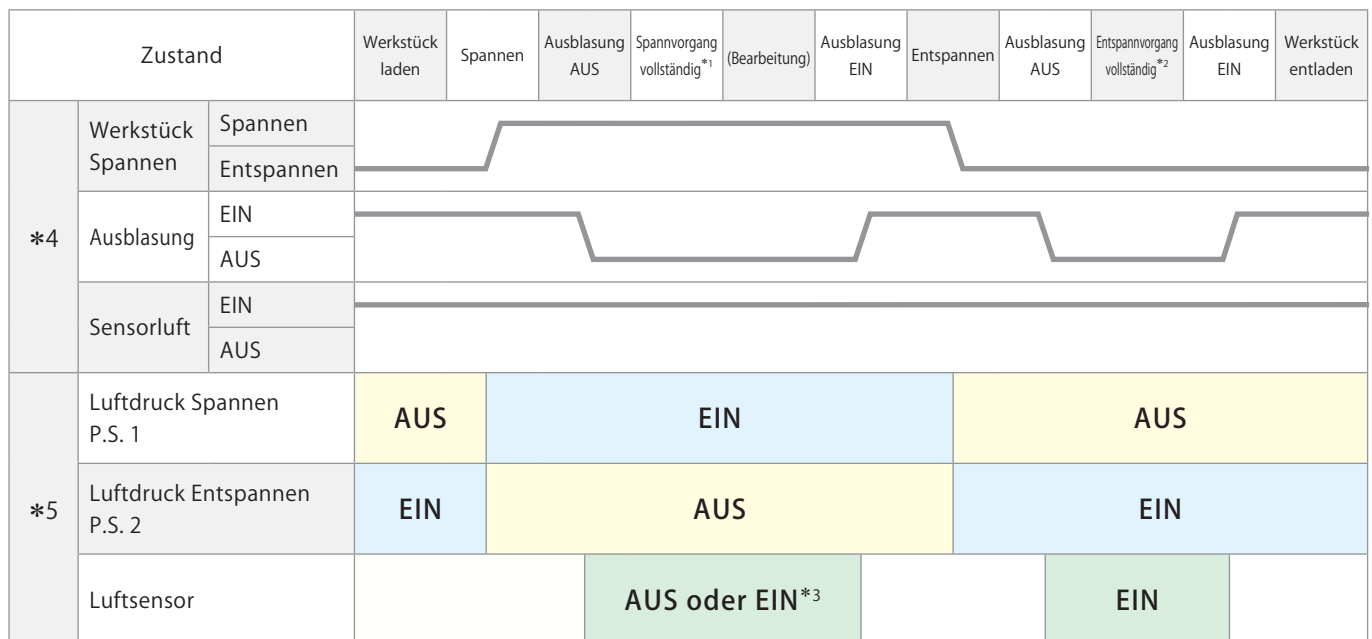 Zustand
Werkstück
laden
Spannen
Ausblasung
AUS
Spannvorgang
vollständig*1
(Bearbeitung)
Ausblasung
EIN
Entspannen
Ausblasung
AUS
Entspannvorgang
vollständig*2
Ausblasung
EIN
Werkstück
entladen
*4
Werkstück
Spannen
Spannen
Entspannen
Ausblasung
EIN
AUS
Sensorluft
EIN
AUS
*5
Luftdruck Spannen
P.S. 1
AUS
EIN
AUS
Luftdruck Entspannen
P.S. 2
EIN
AUS
EIN
Luftsensor
AUS oder EIN*3
EIN